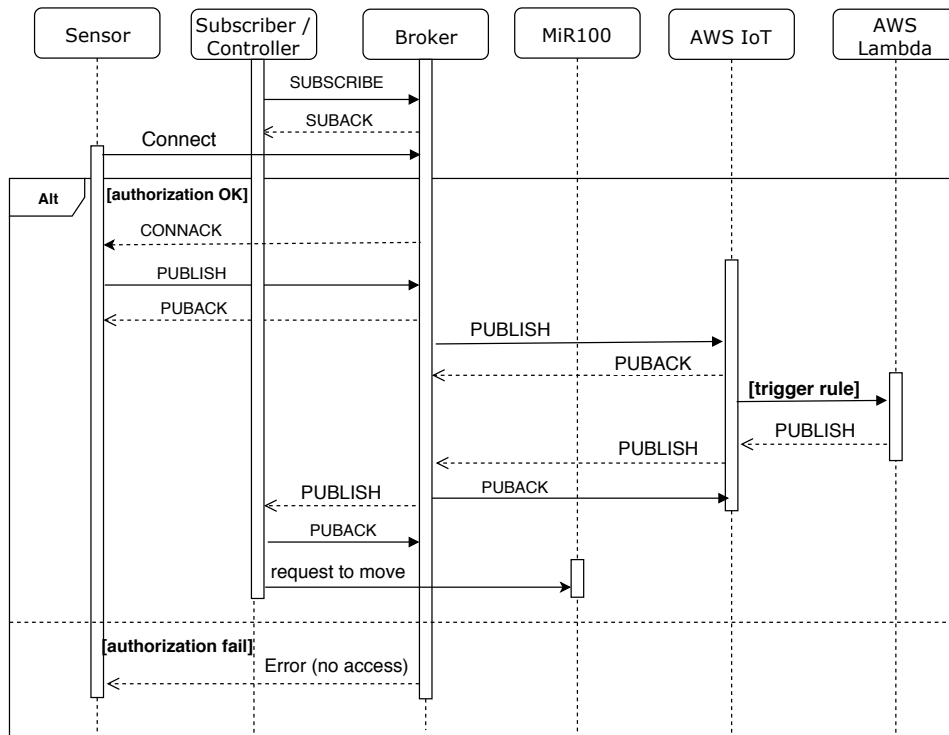 Sensor
Subscriber /
Controller
Broker
MiR100
AWS IoT
AWS
Lambda
SUBSCRIBE
SUBACK
Connect
Alt
[authorization OK]
CONNACK
PUBLISH
PUBACK
PUBLISH
PUBACK
[trigger rule]
PUBLISH
PUBLISH
PUBLISH
PUBACK
PUBACK
request to move
[authorization fail]
Error (no access)